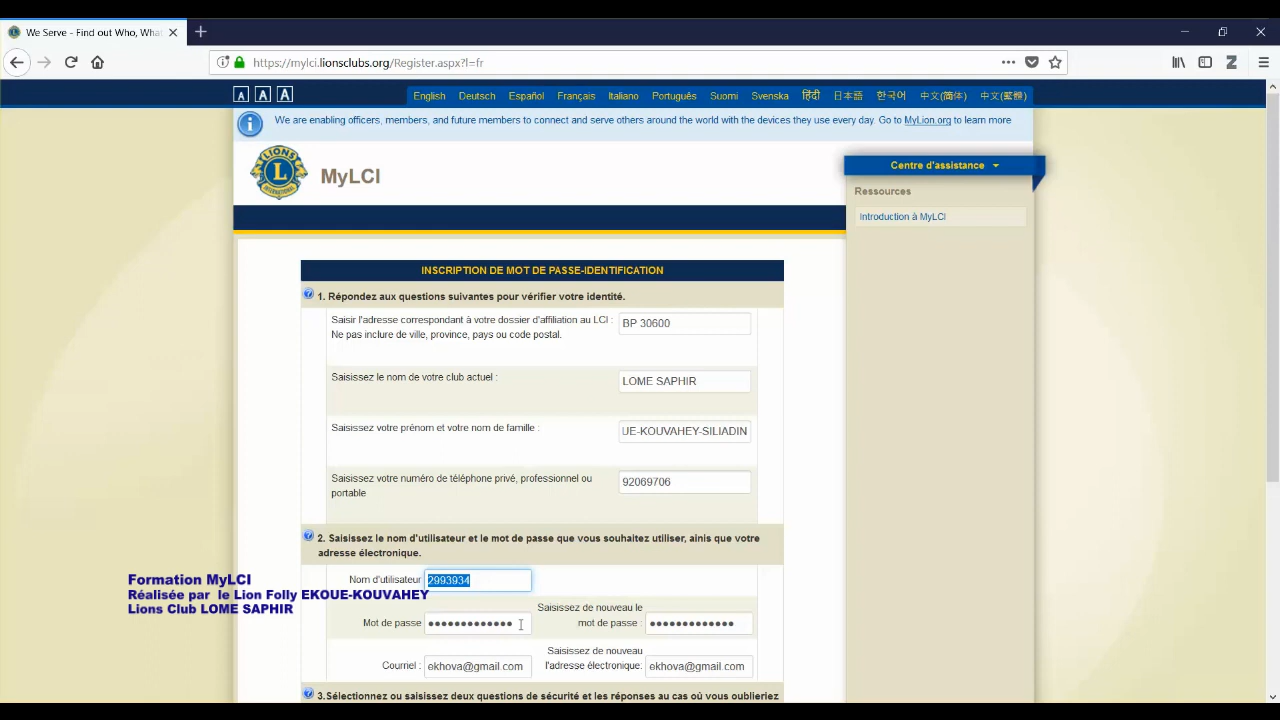 We Serve - Find out Who, Wha
https://mylci.lionsclubs.org/Register.aspx?l=fr
A A A English Deutsch Español Français Italiano Português Suomi Svenska हिंदी 日本語 한국어 中文(简体) 中文(繁體)
We are enabling officers, members, and future members to connect and serve others around the world with the devices they use every day. Go to MyLion.org to learn more
LIONS
L
INTERNATIONAL
MyLCI
Centre d'assistance
Ressources
Introduction à MyLCI
INSCRIPTION DE MOT DE PASSE-IDENTIFICATION
1. Répondez aux questions suivantes pour vérifier votre identité.
Saisir l'adresse correspondant à votre dossier d'affiliation au LCI : BP 30600
Ne pas inclure de ville, province, pays ou code postal.
Saisissez le nom de votre club actuel : LOME SAPHIR
Saisissez votre prénom et votre nom de famille : UE-KOUVAHEY-SILIADIN
Saisissez votre numéro de téléphone privé, professionnel ou 92069706
portable
2. Saisissez le nom d'utilisateur et le mot de passe que vous souhaitez utiliser, ainis que votre
adresse électronique.
Nom d'utilisateur 2993934
Formation MyLCI
Réalisée par le Lion Folly EKOUE-KOUVAHEY
Lions Club LOME SAPHIR
Saisissez de nouveau le
Mot de passe ••••••••••••• mot de passe : •••••••••••••
Saisissez de nouveau
Courriel : ekhova@gmail.com l'adresse électronique: ekhova@gmail.com
3.Sélectionnez ou saisissez deux questions de sécurité et les réponses au cas où vous oublieriez